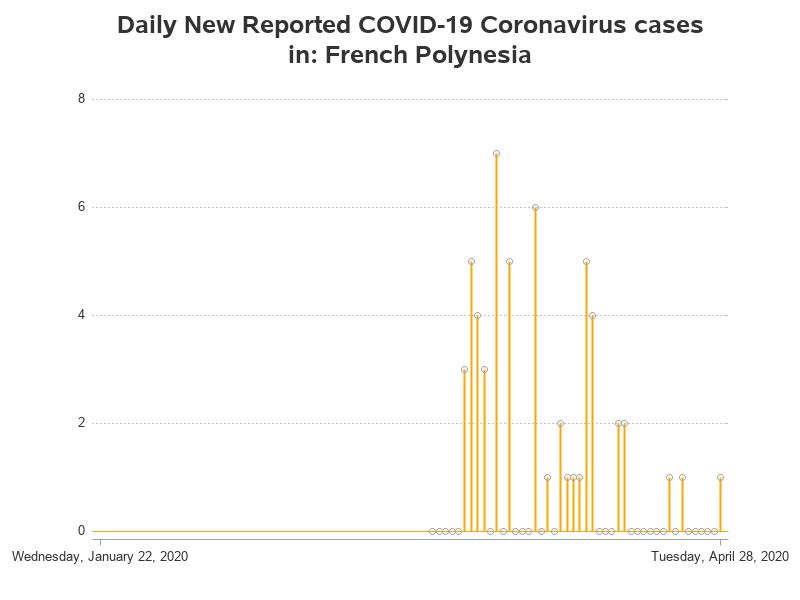 Daily New Reported COVID-19 Coronavirus cases
in: French Polynesia
8
6
4
2
0
Wednesday, January 22, 2020
Tuesday, April 28, 2020